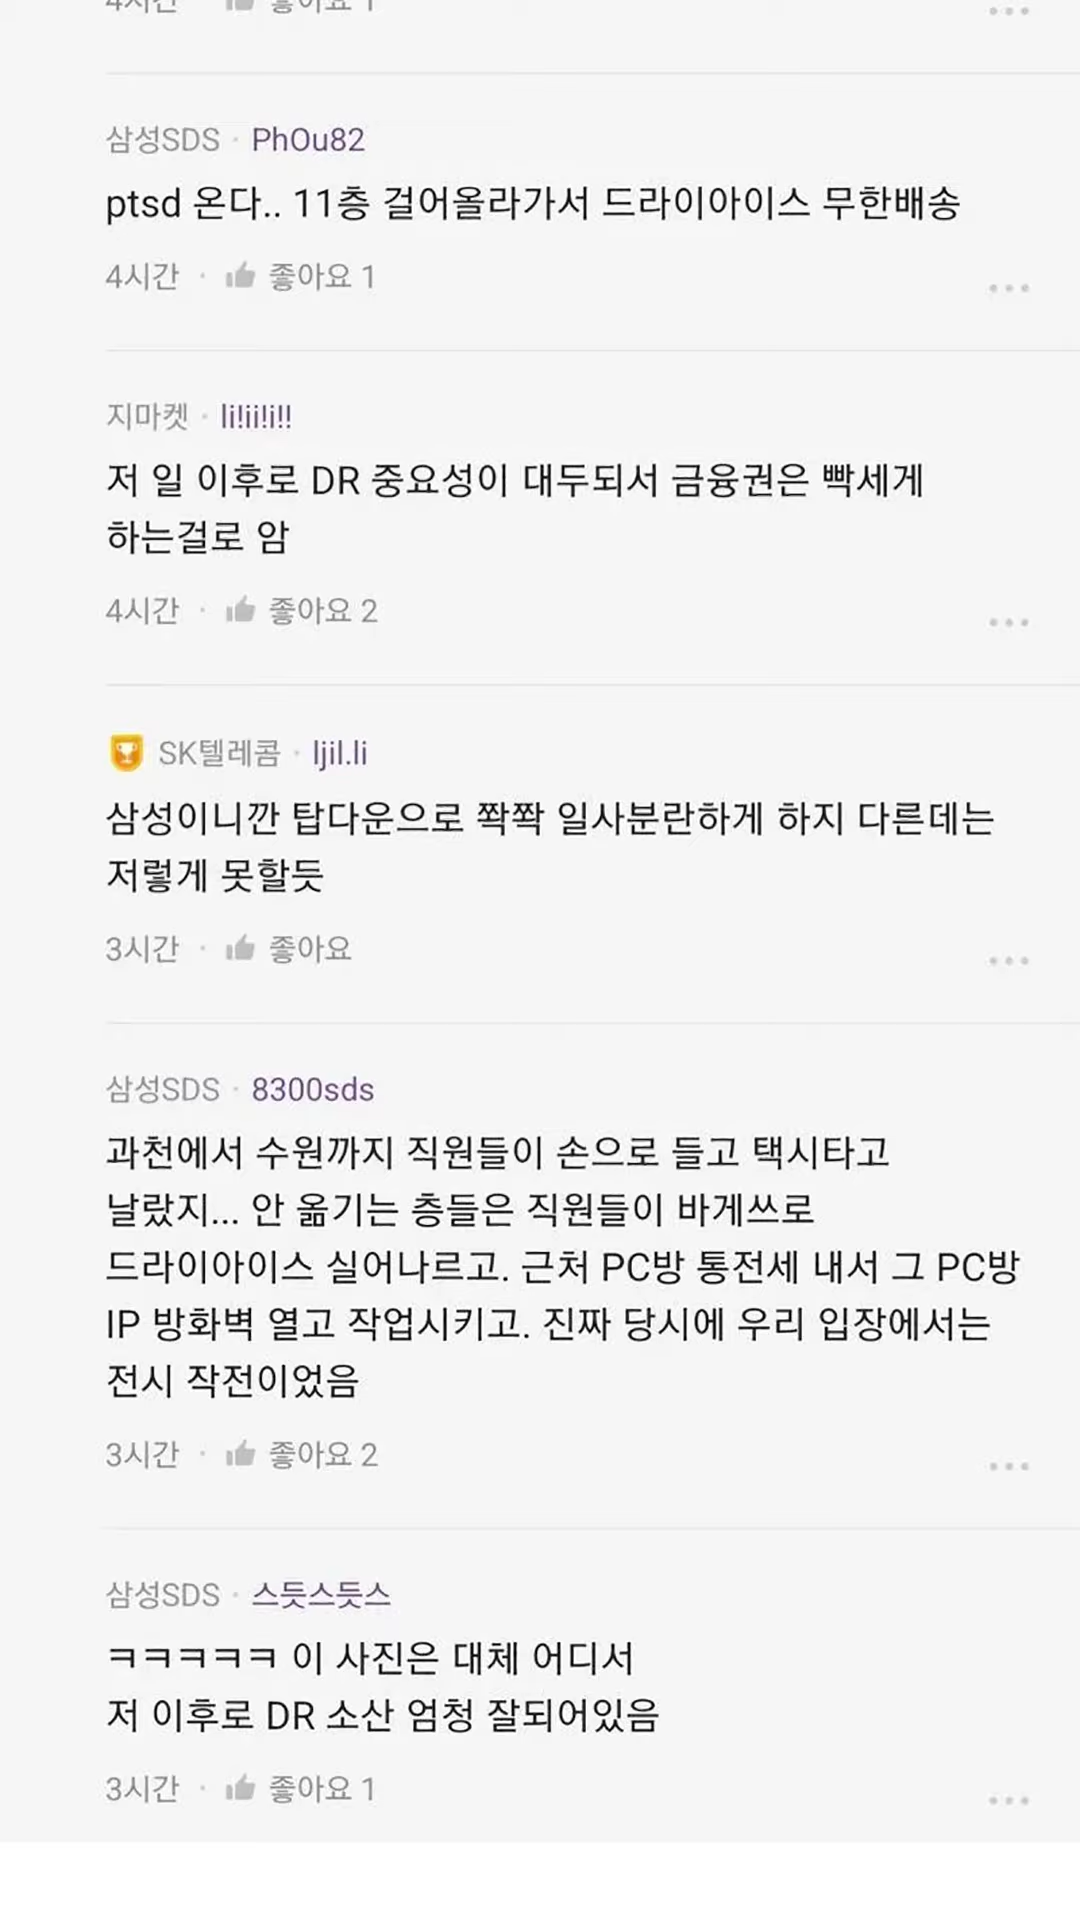 4시간 · 좋아요 1
삼성SDS · PhOu82
ptsd 온다.. 11층 걸어올라가서 드라이아이스 무한배송
4시간 · 좋아요 1
지마켓 · li!ii!i!!
저 일 이후로 DR 중요성이 대두되서 금융권은 빡세게
하는걸로 암
4시간 · 좋아요 2
SK텔레콤 · ljil.li
삼성이니깐 탑다운으로 쫙쫙 일사분란하게 하지 다른데는
저렇게 못할듯
3시간 · 좋아요
삼성SDS · 8300sds
과천에서 수원까지 직원들이 손으로 들고 택시타고
날랐지... 안 옮기는 층들은 직원들이 바게쓰로
드라이아이스 실어나르고. 근처 PC방 통전세 내서 그 PC방
IP 방화벽 열고 작업시키고. 진짜 당시에 우리 입장에서는
전시 작전이었음
3시간 · 좋아요 2
삼성SDS · 스듯스듯스
ㅋㅋㅋㅋㅋ 이 사진은 대체 어디서
저 이후로 DR 소산 엄청 잘되어있음
3시간 · 좋아요 1